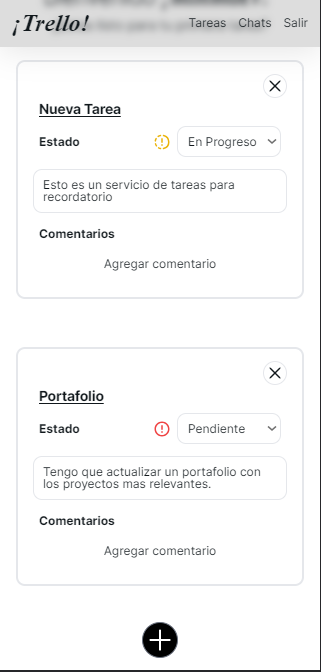 ¡Trello!
Tareas Chats Salir
Nueva Tarea
Estado
En Progreso
Esto es un servicio de tareas para
recordatorio
Comentarios
Agregar comentario
Portafolio
Estado
Pendiente
Tengo que actualizar un portafolio con
los proyectos mas relevantes.
Comentarios
Agregar comentario